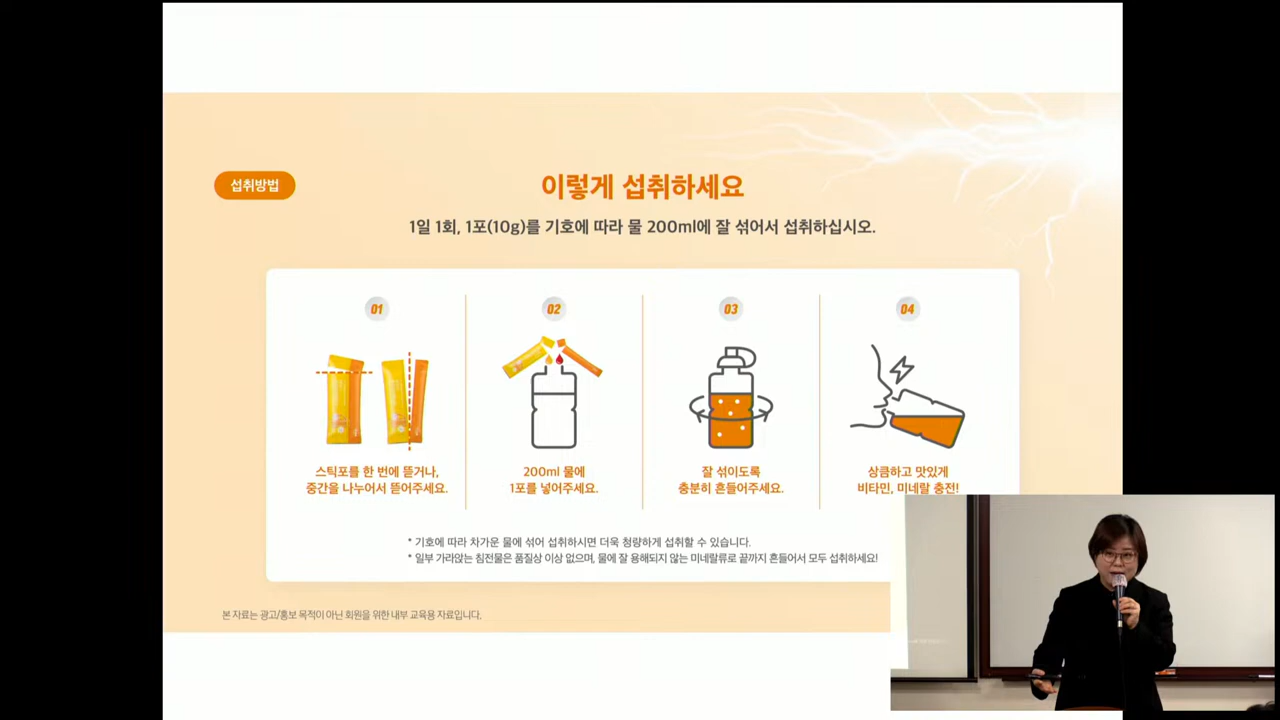 섭취방법
이렇게 섭취하세요
1일 1회, 1포(10g)를 기호에 따라 물 200ml에 잘 섞어서 섭취하십시오.
01
스틱포를 한 번에 뜯거나,
중간을 나누어서 뜯어주세요.
02
200ml 물에
1포를 넣어주세요.
03
잘 섞이도록
충분히 흔들어주세요.
04
상큼하고 맛있게
비타민, 미네랄 충전!
* 기호에 따라 차가운 물에 섞어 섭취하시면 더욱 청량하게 섭취할 수 있습니다.
* 일부 가라앉는 침전물은 품질상 이상 없으며, 물에 잘 용해되지 않는 미네랄류로 끝까지 흔들어서 모두 섭취하세요!
본 자료는 광고/홍보 목적이 아닌 회원을 위한 내부 교육용 자료입니다.